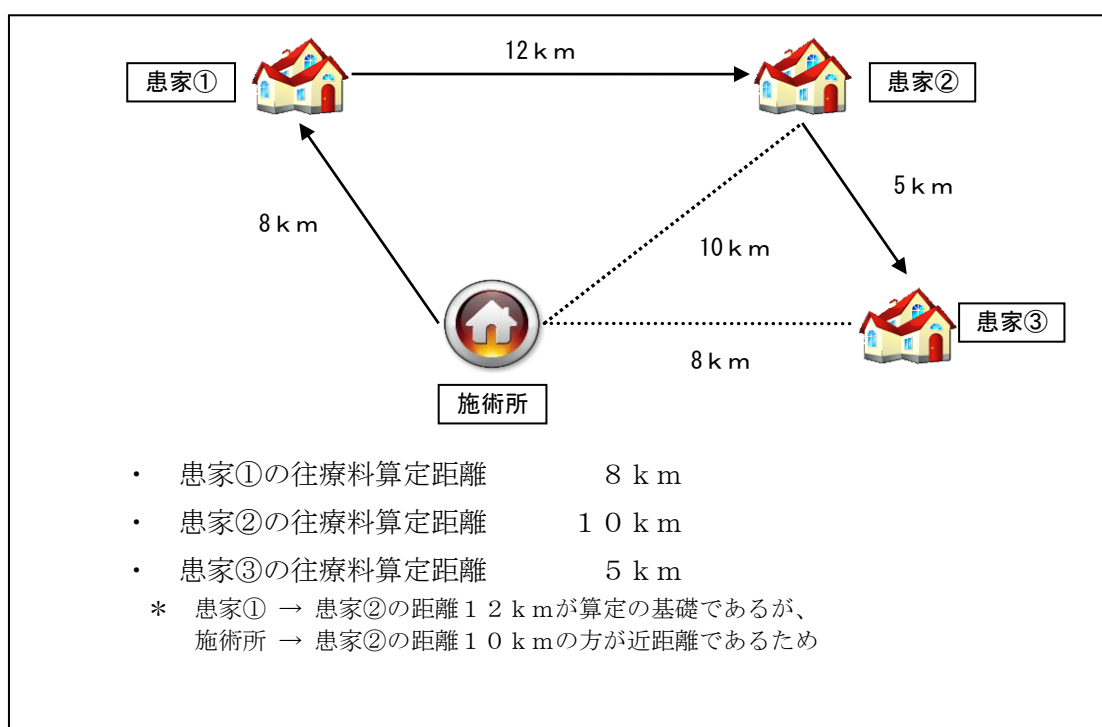 12ｋｍ
患家①
患家②
5ｋｍ
8ｋｍ
10ｋｍ
患家③
8ｋｍ
施術所
・　患家①の往療料算定距離　　　　８ｋｍ
・　患家②の往療料算定距離　　　１０ｋｍ
・　患家③の往療料算定距離　　　　５ｋｍ
＊　患家① → 患家②の距離１２ｋｍが算定の基礎であるが、
施術所 → 患家②の距離１０ｋｍの方が近距離であるため